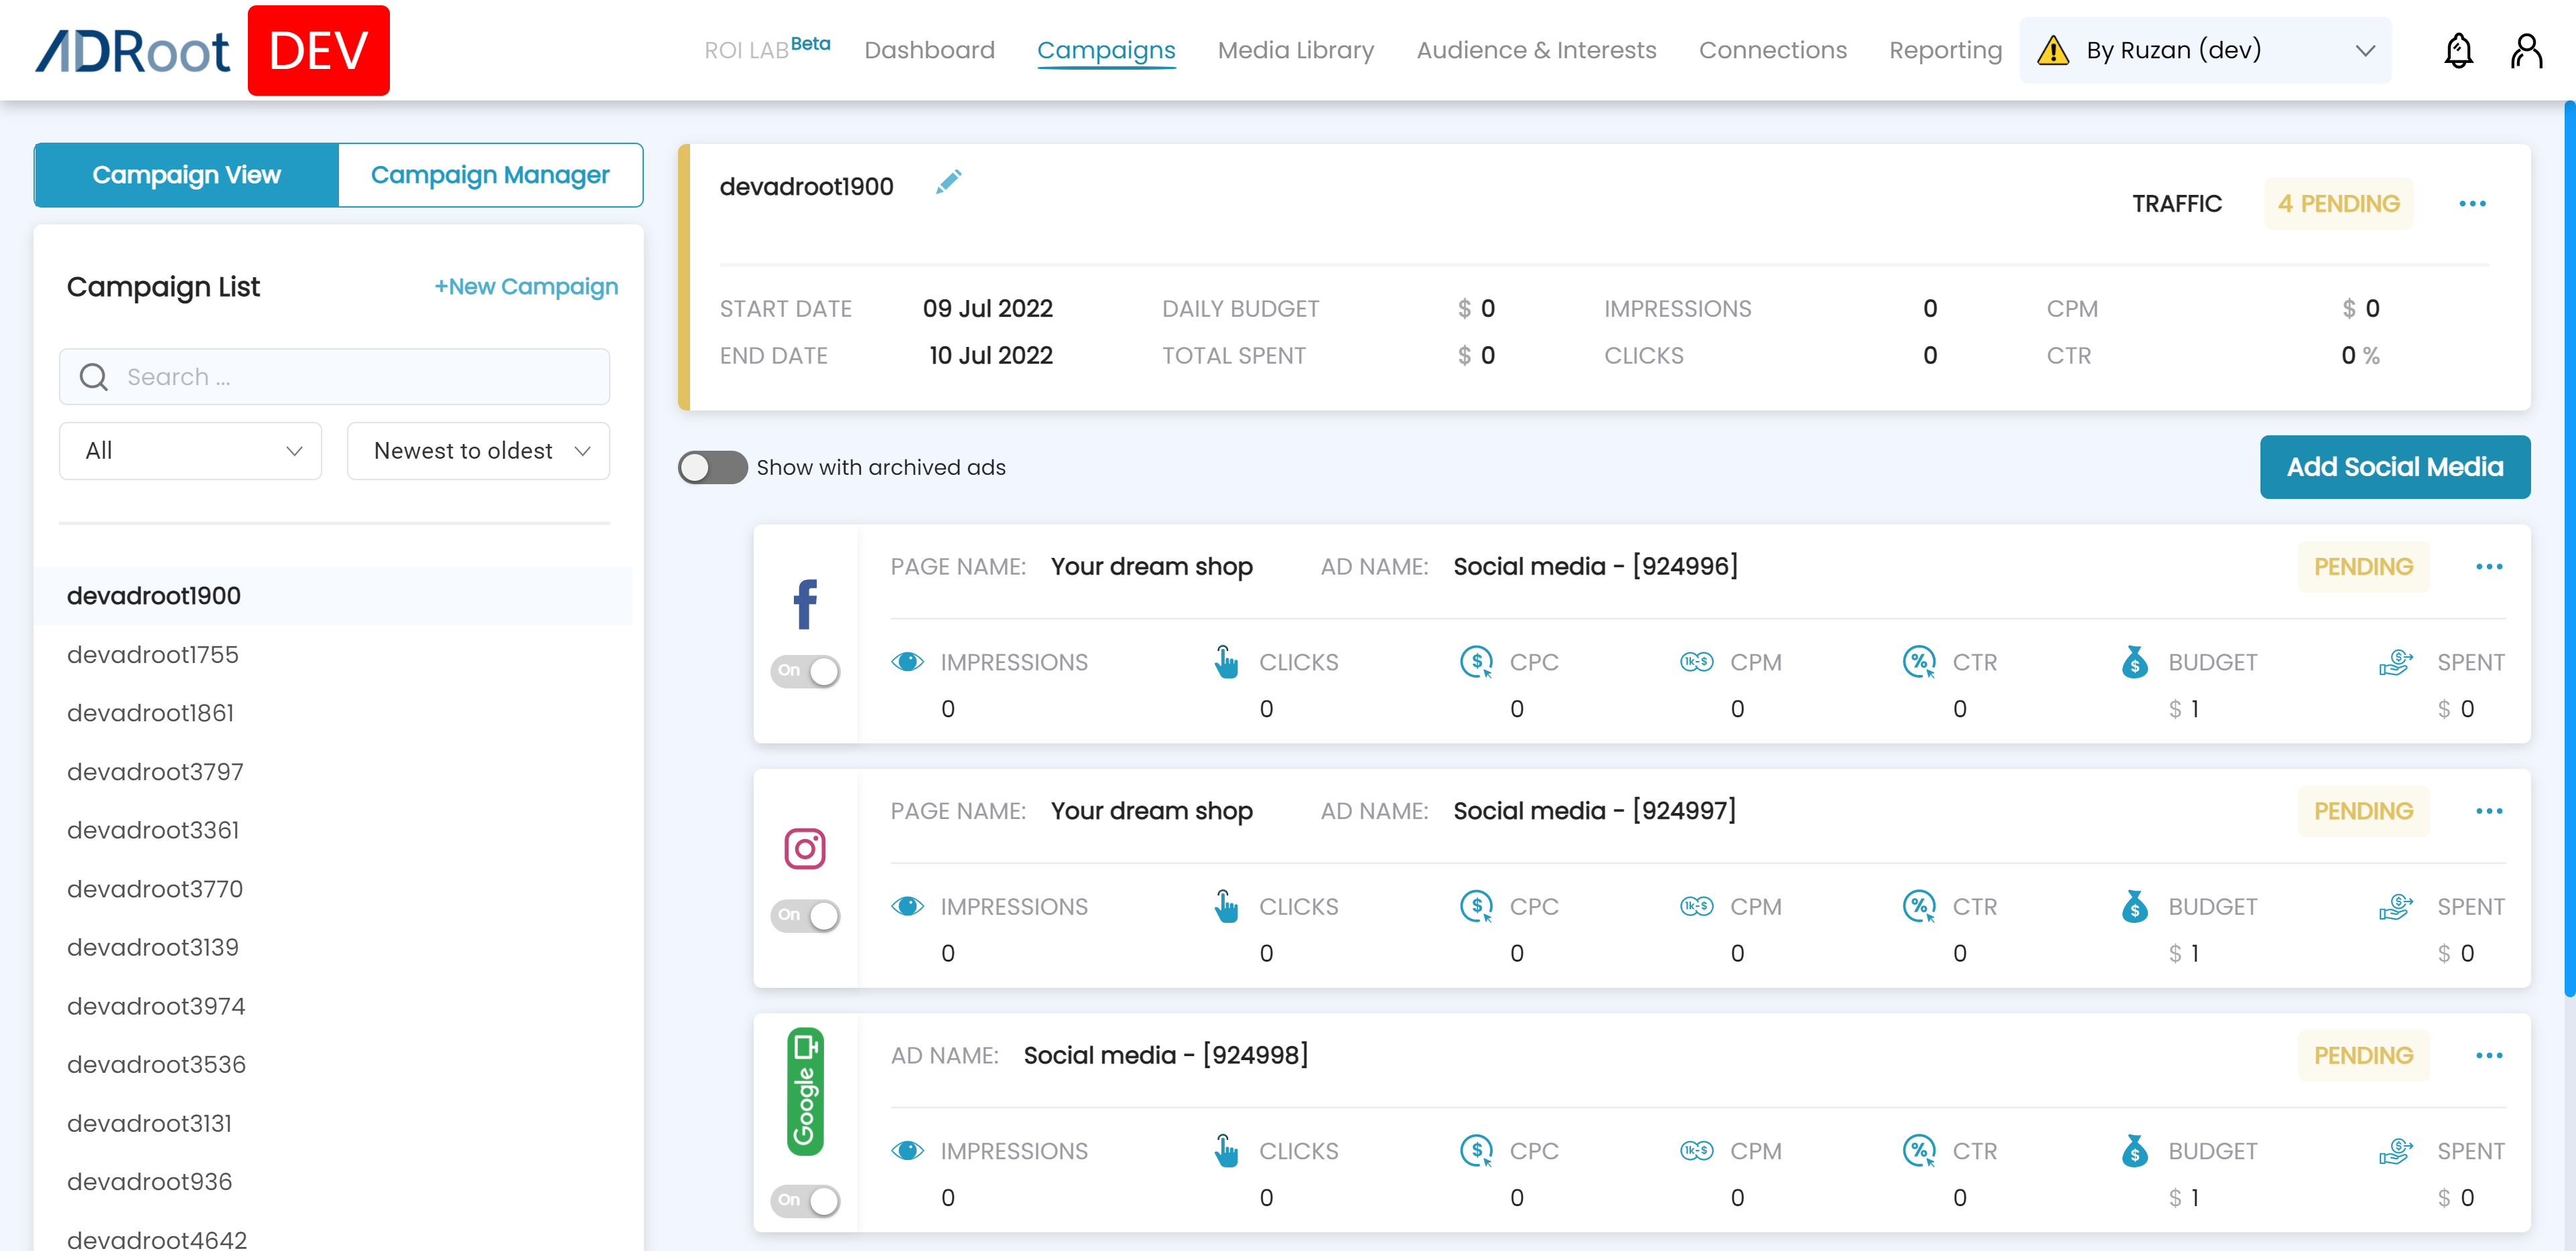 ADRoot DEV
ROI LAB Beta Dashboard Campaigns Media Library Audience & Interests Connections Reporting By Ruzan (dev)
Campaign View Campaign Manager
Campaign List +New Campaign
Search ...
All Newest to oldest
devadroot1900
devadroot1755
devadroot1861
devadroot3797
devadroot3361
devadroot3770
devadroot3139
devadroot3974
devadroot3536
devadroot3131
devadroot936
devadroot4642
devadroot1900 TRAFFIC 4 PENDING
START DATE 09 Jul 2022 DAILY BUDGET $ 0 IMPRESSIONS 0 CPM $ 0
END DATE 10 Jul 2022 TOTAL SPENT $ 0 CLICKS 0 CTR 0 %
Show with archived ads Add Social Media
PAGE NAME: Your dream shop AD NAME: Social media - [924996] PENDING
On IMPRESSIONS CLICKS $ CPC 1k-$ CPM % CTR $ BUDGET $ SPENT
0 0 0 0 0 $ 1 $ 0
PAGE NAME: Your dream shop AD NAME: Social media - [924997] PENDING
On IMPRESSIONS CLICKS $ CPC 1k-$ CPM % CTR $ BUDGET $ SPENT
0 0 0 0 0 $ 1 $ 0
Google AD NAME: Social media - [924998] PENDING
IMPRESSIONS CLICKS $ CPC 1k-$ CPM % CTR $ BUDGET $ SPENT
On 0 0 0 0 0 $ 1 $ 0